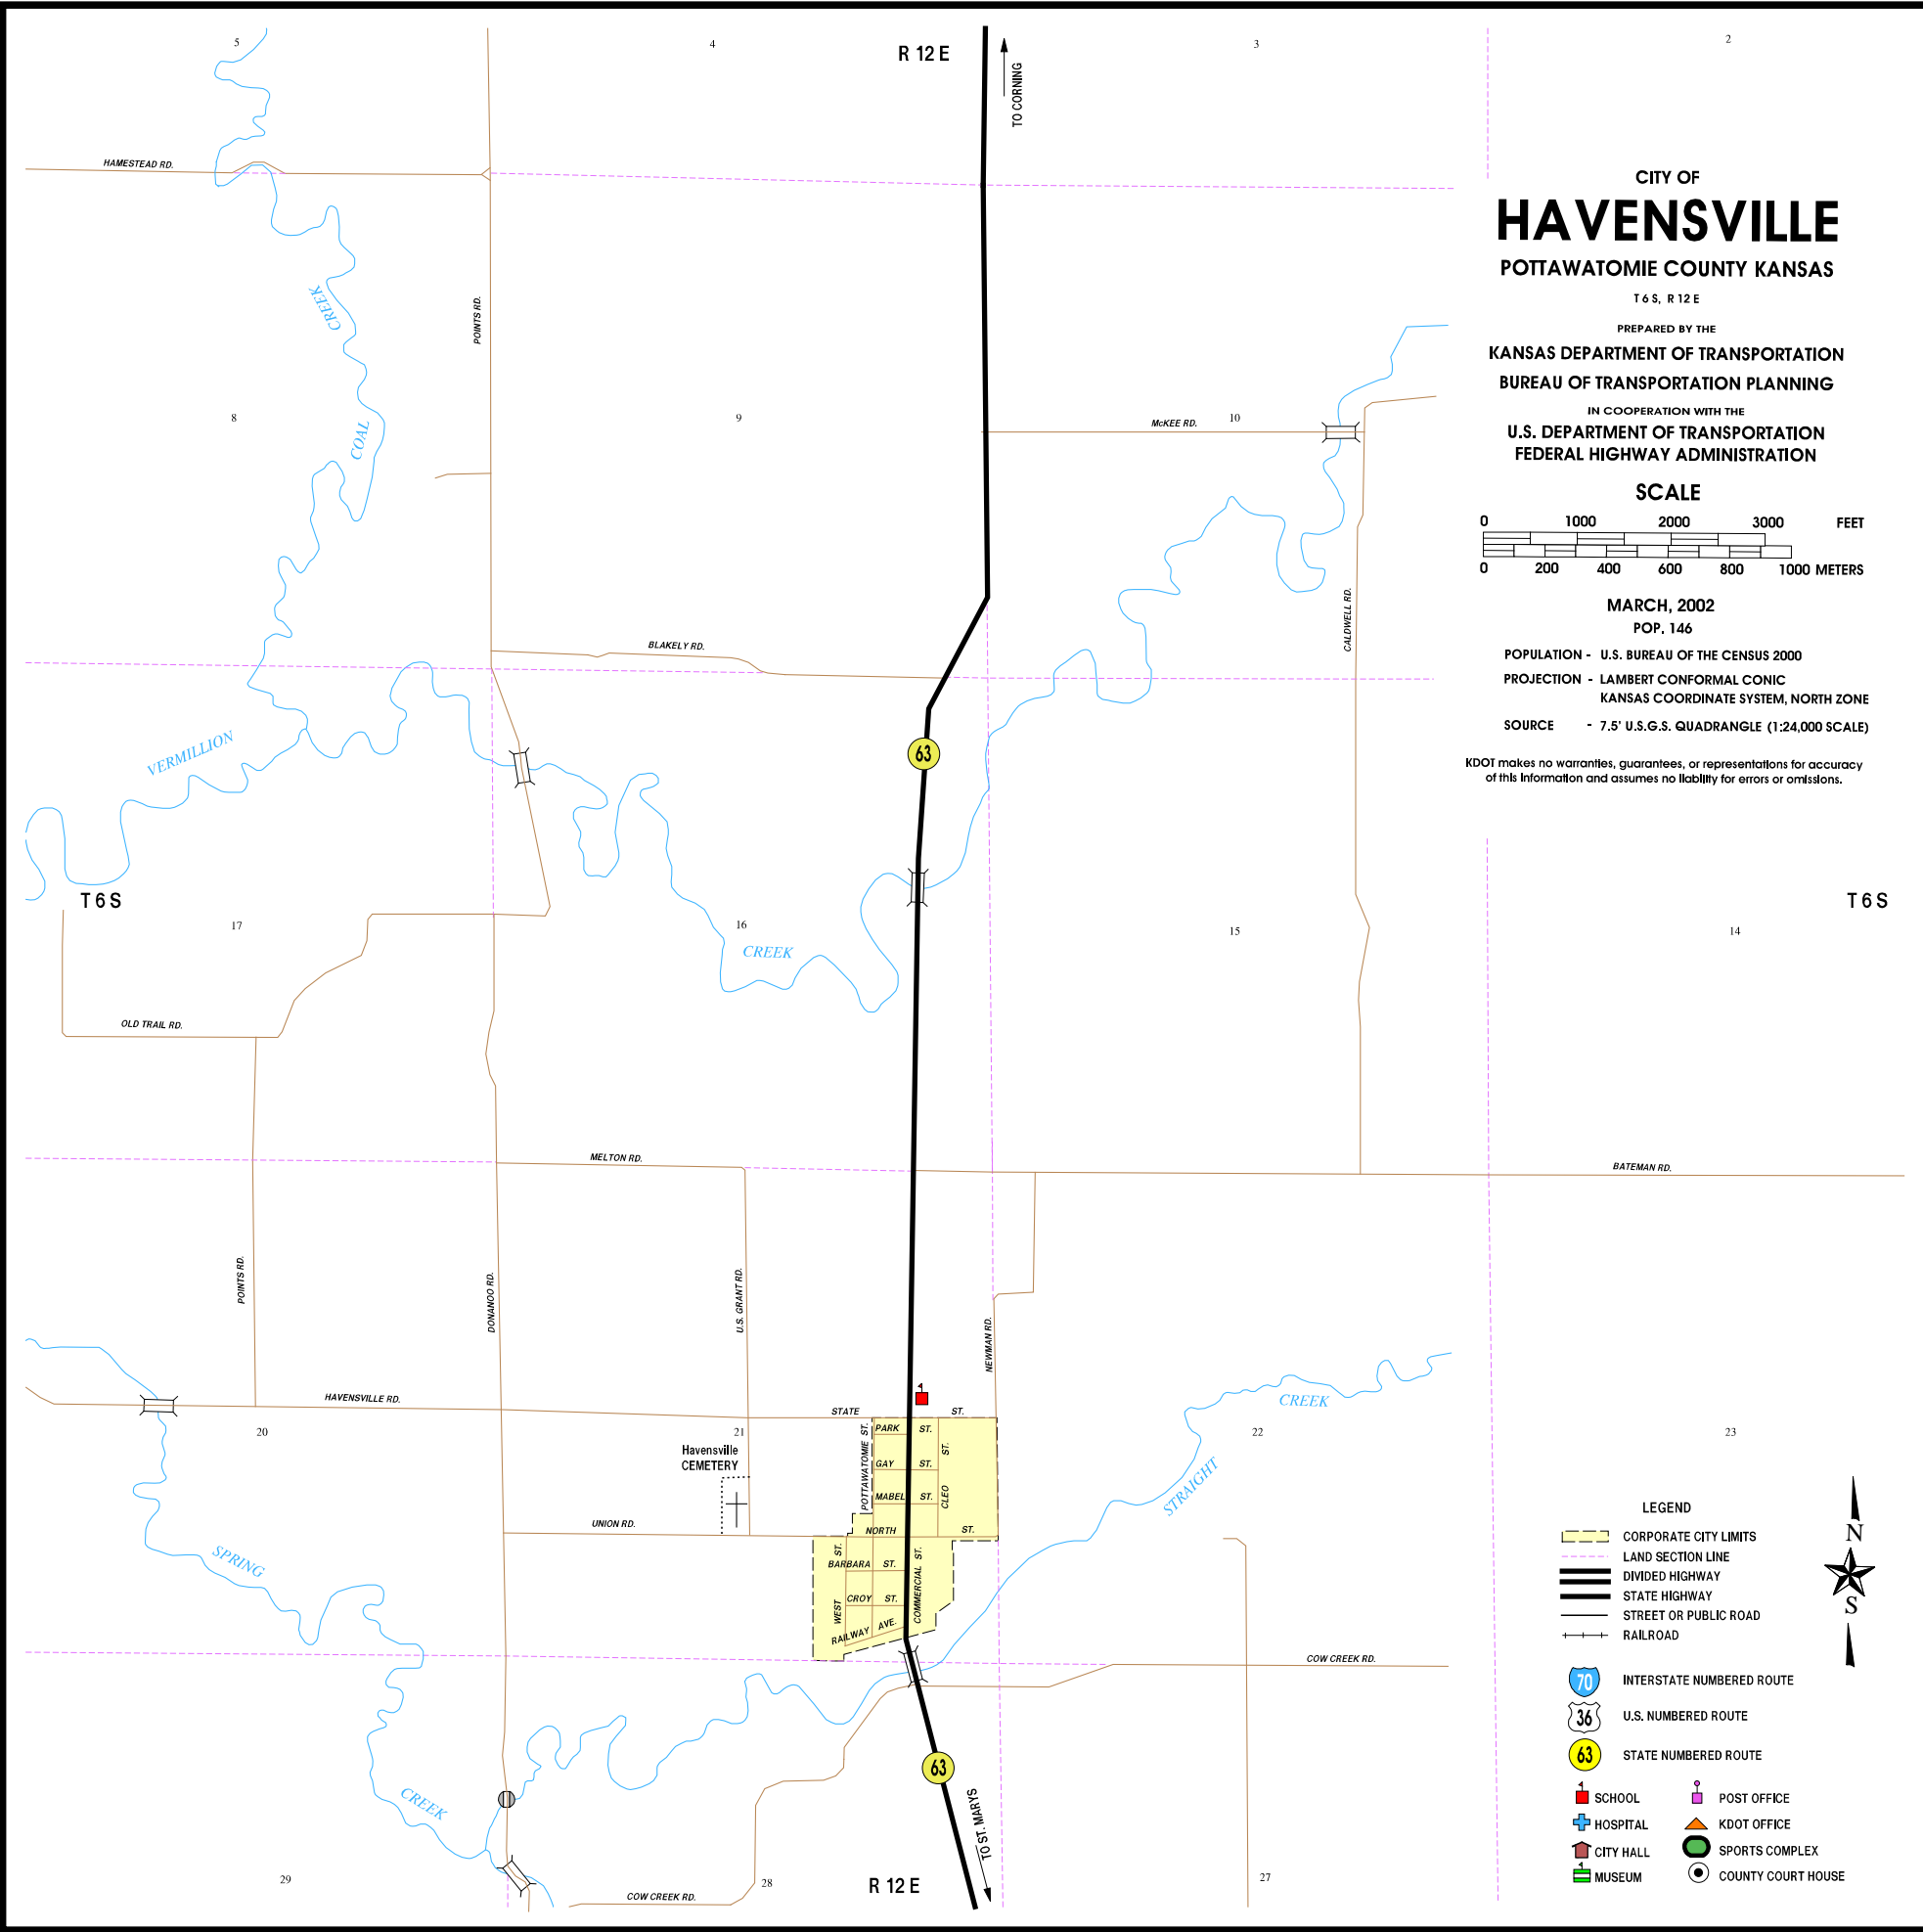 5
4
R 12 E
3
2
TO CORNING
HAMESTEAD RD.
CITY OF
HAVENSVILLE
POTTAWATOMIE COUNTY KANSAS
T 6 S, R 12 E
PREPARED BY THE
KANSAS DEPARTMENT OF TRANSPORTATION
BUREAU OF TRANSPORTATION PLANNING
IN COOPERATION WITH THE
U.S. DEPARTMENT OF TRANSPORTATION
FEDERAL HIGHWAY ADMINISTRATION
SCALE
0 1000 2000 3000 FEET
0 200 400 600 800 1000 METERS
MARCH, 2002
POP. 146
POPULATION - U.S. BUREAU OF THE CENSUS 2000
PROJECTION - LAMBERT CONFORMAL CONIC
KANSAS COORDINATE SYSTEM, NORTH ZONE
SOURCE - 7.5' U.S.G.S. QUADRANGLE (1:24,000 SCALE)
KDOT makes no warranties, guarantees, or representations for accuracy
of this information and assumes no liability for errors or omissions.
CREEK
POINTS RD.
COAL
8
9
McKEE RD.
10
CALDWELL RD.
BLAKELY RD.
VERMILLION
63
T 6 S
T 6 S
17
16
CREEK
15
14
OLD TRAIL RD.
MELTON RD.
BATEMAN RD.
POINTS RD.
DONANOO RD.
U.S. GRANT RD.
NEWMAN RD.
HAVENSVILLE RD.
STATE ST.
CREEK
20
21
22
23
Havensville
CEMETERY
POTTAWATOMIE ST.
PARK ST.
GAY ST.
MABEL ST.
CLEO ST.
STRAIGHT
UNION RD.
NORTH ST.
SPRING
WEST ST.
BARBARA ST.
CROY ST.
COMMERCIAL ST.
RAILWAY AVE.
COW CREEK RD.
63
TO ST. MARYS
CREEK
29
28
R 12 E
27
COW CREEK RD.
LEGEND
CORPORATE CITY LIMITS
LAND SECTION LINE
DIVIDED HIGHWAY
STATE HIGHWAY
STREET OR PUBLIC ROAD
RAILROAD
N
S
70 INTERSTATE NUMBERED ROUTE
36 U.S. NUMBERED ROUTE
63 STATE NUMBERED ROUTE
SCHOOL POST OFFICE
HOSPITAL KDOT OFFICE
CITY HALL SPORTS COMPLEX
MUSEUM COUNTY COURT HOUSE